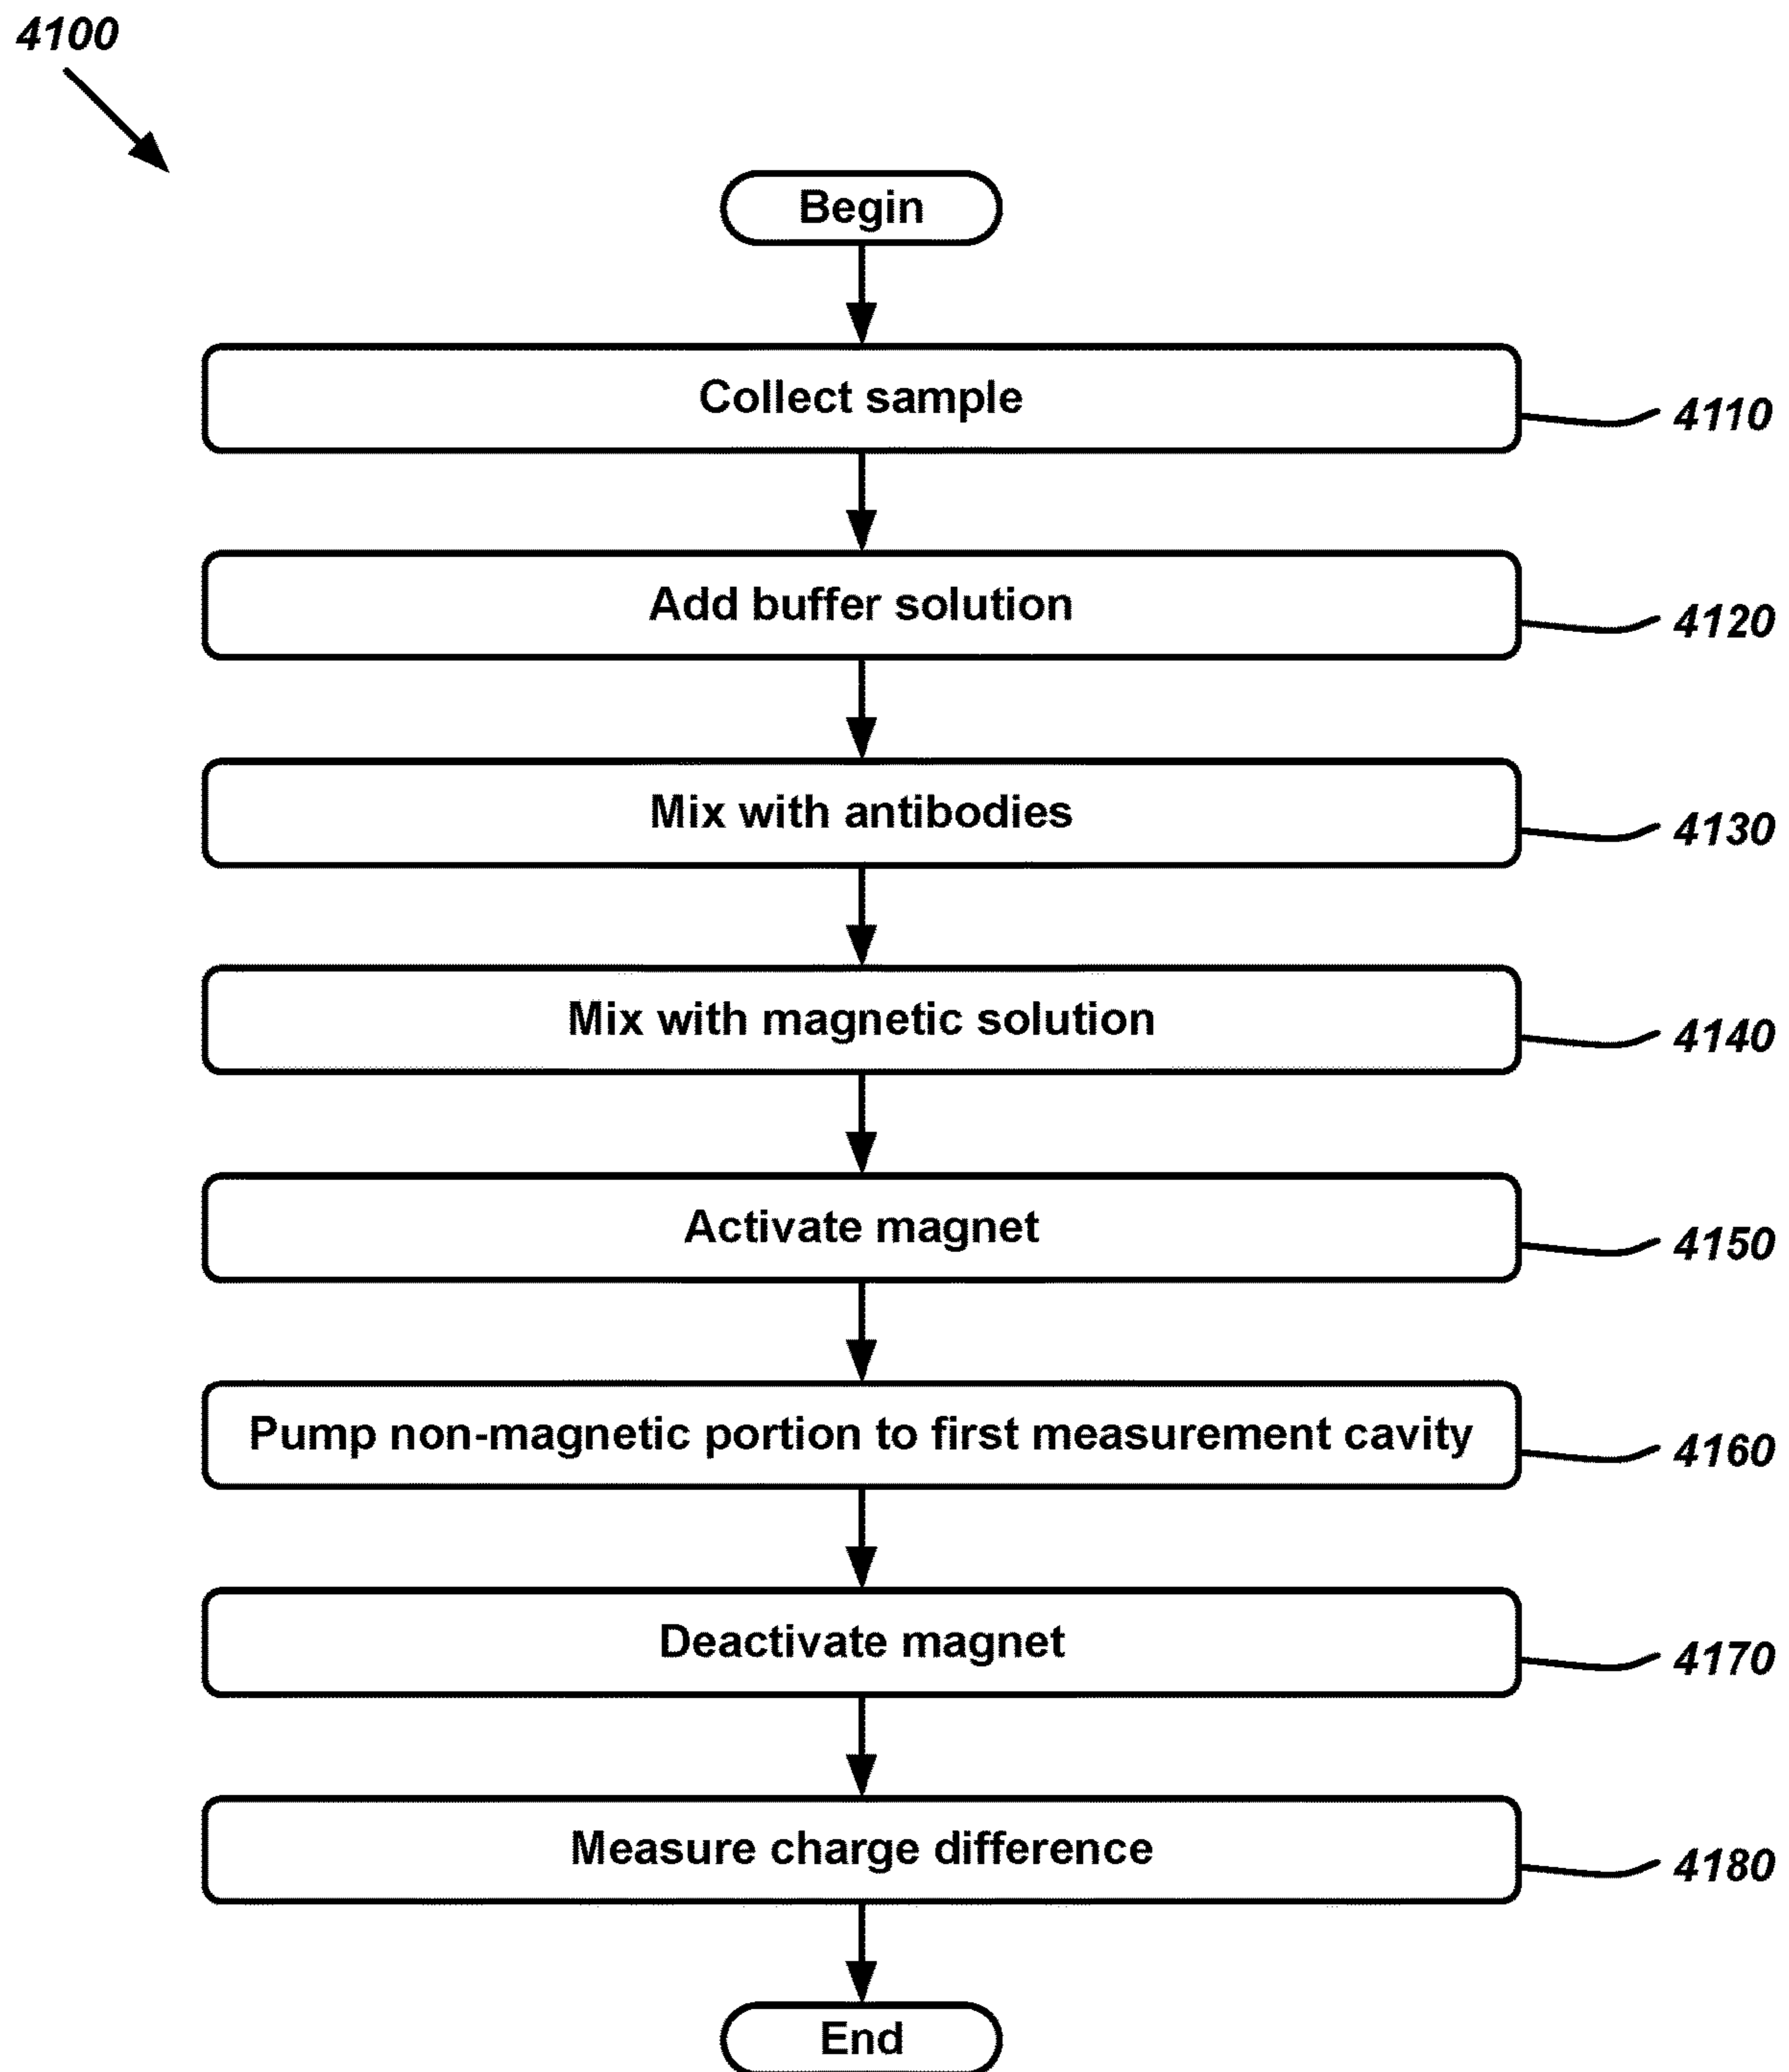 4100
Begin
Collect sample
4110
Add buffer solution
4120
Mix with antibodies
4130
Mix with magnetic solution
4140
Activate magnet
4150
Pump non-magnetic portion to first measurement cavity
4160
Deactivate magnet
4170
Measure charge difference
4180
End